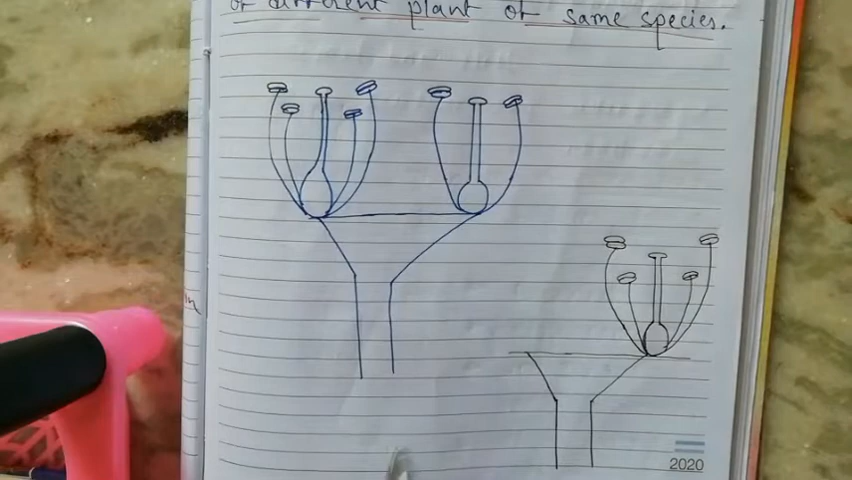 of different plant of same species.
2020